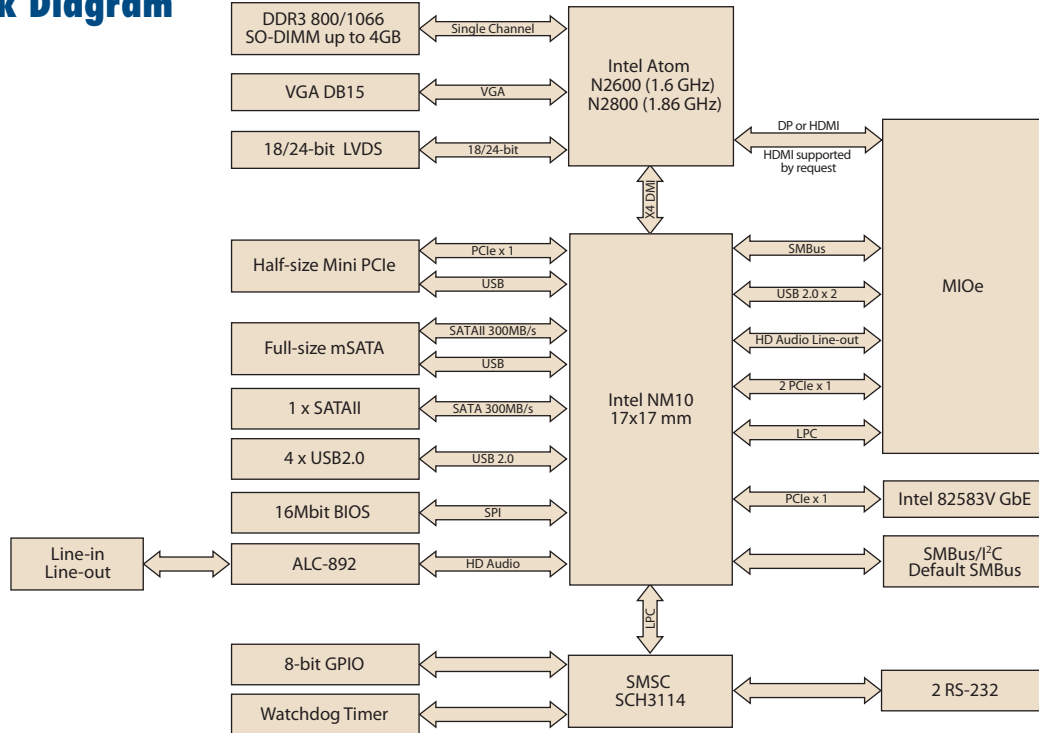 k Diagram
DDR3 800/1066
SO-DIMM up to 4GB
Single Channel
VGA DB15
VGA
18/24-bit LVDS
18/24-bit
Intel Atom
N2600 (1.6 GHz)
N2800 (1.86 GHz)
DP or HDMI
HDMI supported
by request
X4 DMI
Half-size Mini PCIe
PCIe x 1
USB
Full-size mSATA
SATAII 300MB/s
USB
1 x SATAII
SATA 300MB/s
4 x USB2.0
USB 2.0
16Mbit BIOS
SPI
Line-in
Line-out
ALC-892
HD Audio
Intel NM10
17x17 mm
SMBus
USB 2.0 x 2
HD Audio Line-out
2 PCIe x 1
LPC
MIOe
PCIe x 1
Intel 82583V GbE
SMBus/I²C
Default SMBus
LPC
8-bit GPIO
Watchdog Timer
SMSC
SCH3114
2 RS-232